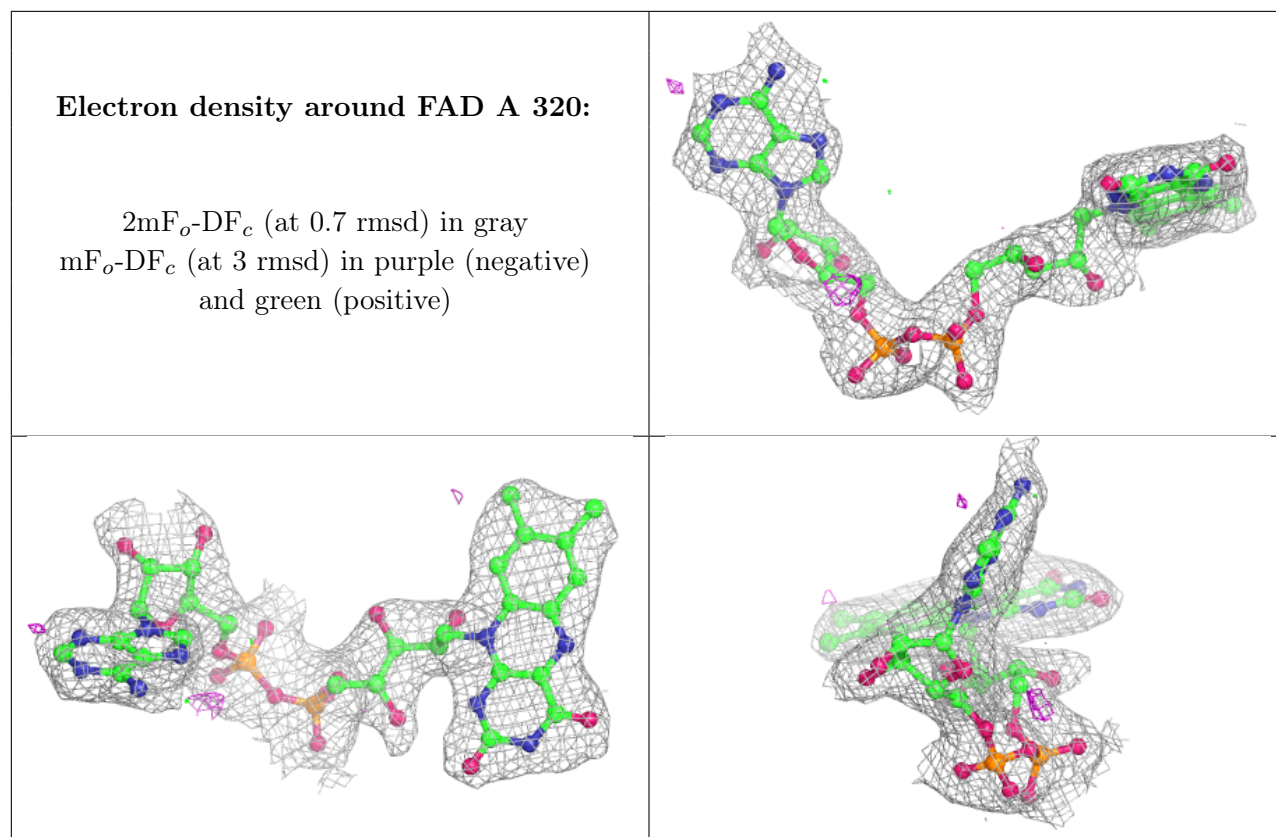 Electron density around FAD A 320:
2mFₒ-DF𝒸 (at 0.7 rmsd) in gray
mFₒ-DF𝒸 (at 3 rmsd) in purple (negative)
and green (positive)